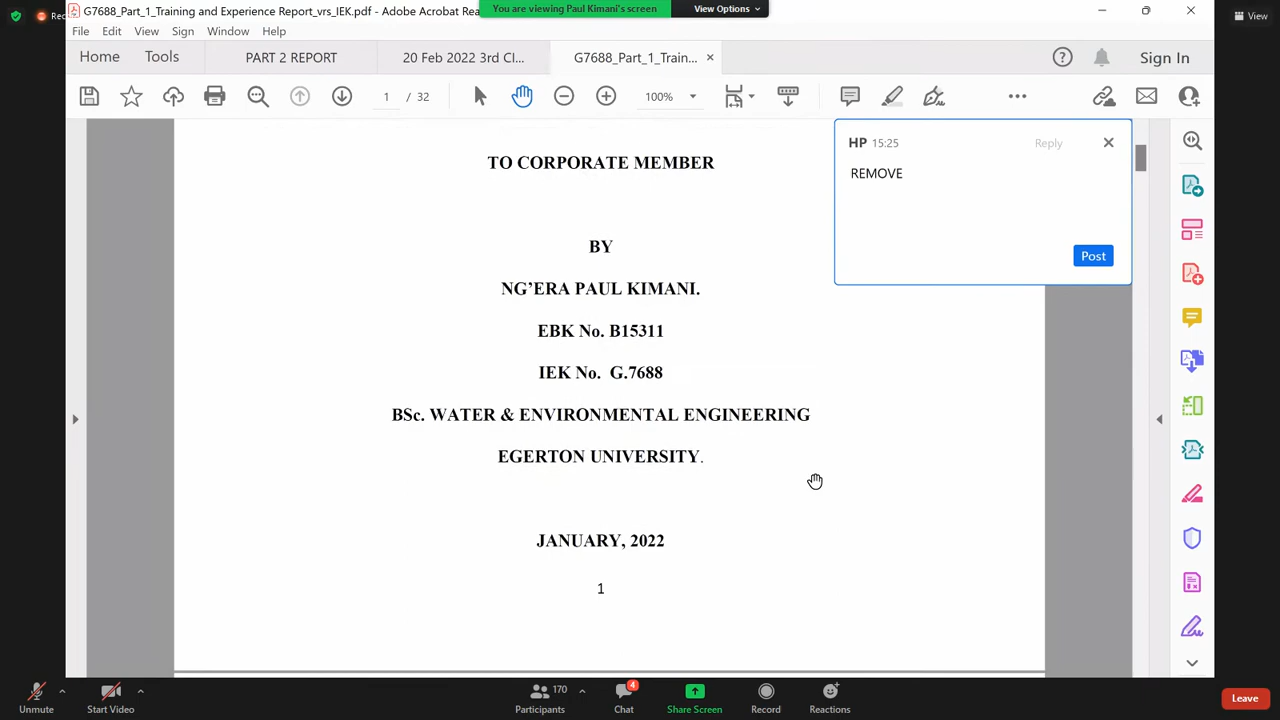 Rec
G7688_Part_1_Training and Experience Report_vrs_IEK.pdf - Adobe Acrobat Rea
You are viewing Paul Kimani's screen
View Options
View
File Edit View Sign Window Help
Home Tools PART 2 REPORT 20 Feb 2022 3rd Cl... G7688_Part_1_Train... Sign In
1 / 32 100%
HP 15:25 Reply
REMOVE
Post
TO CORPORATE MEMBER
BY
NG’ERA PAUL KIMANI.
EBK No. B15311
IEK No. G.7688
BSc. WATER & ENVIRONMENTAL ENGINEERING
EGERTON UNIVERSITY.
JANUARY, 2022
1
Unmute Start Video Participants 170 Chat 4 Share Screen Record Reactions Leave